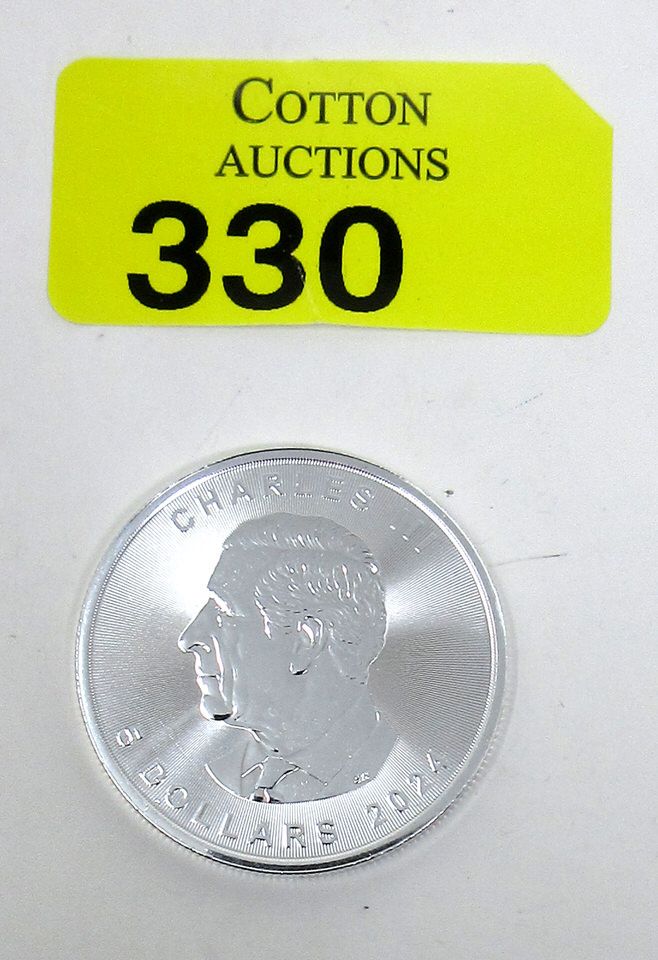 COTTON
AUCTIONS
330
CHARLES III
5 DOLLARS 2024